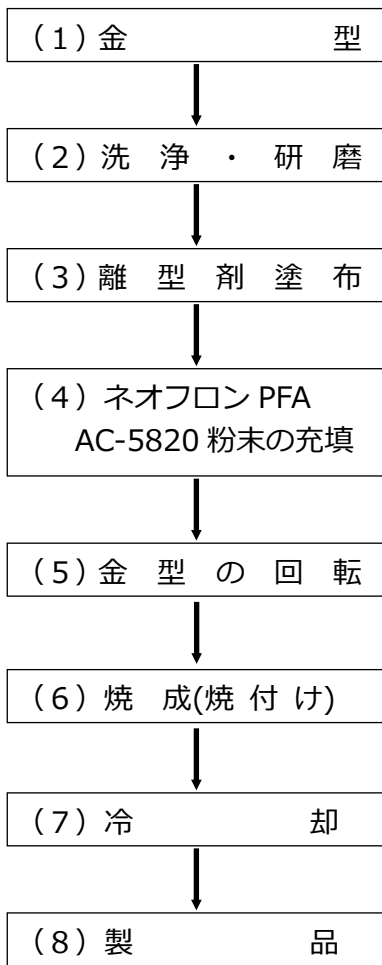 （1）金型
（2）洗浄・研磨
（3）離型剤塗布
（4）ネオフロン PFA
AC-5820 粉末の充填
（5）金型の回転
（6）焼成(焼付け)
（7）冷却
（8）製品